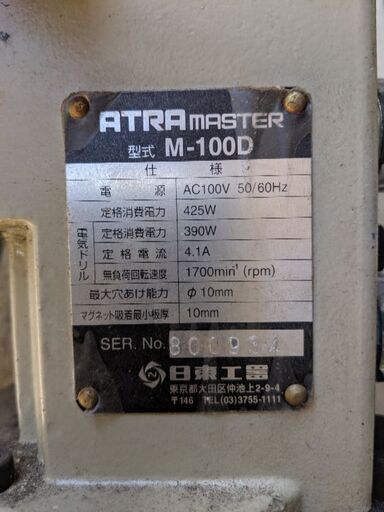 ATRA MASTER
型式 M-100D
仕様
電源 AC100V 50/60Hz
定格消費電力 425W
電気ドリル
定格消費電力 390W
定格電流 4.1A
無負荷回転速度 1700min⁻¹ (rpm)
最大穴あけ能力 φ10mm
マグネット吸着最小板厚 10mm
SER. No.
日東工器
東京都大田区仲池上2-9-4
〒146 TEL(03)3755-1111